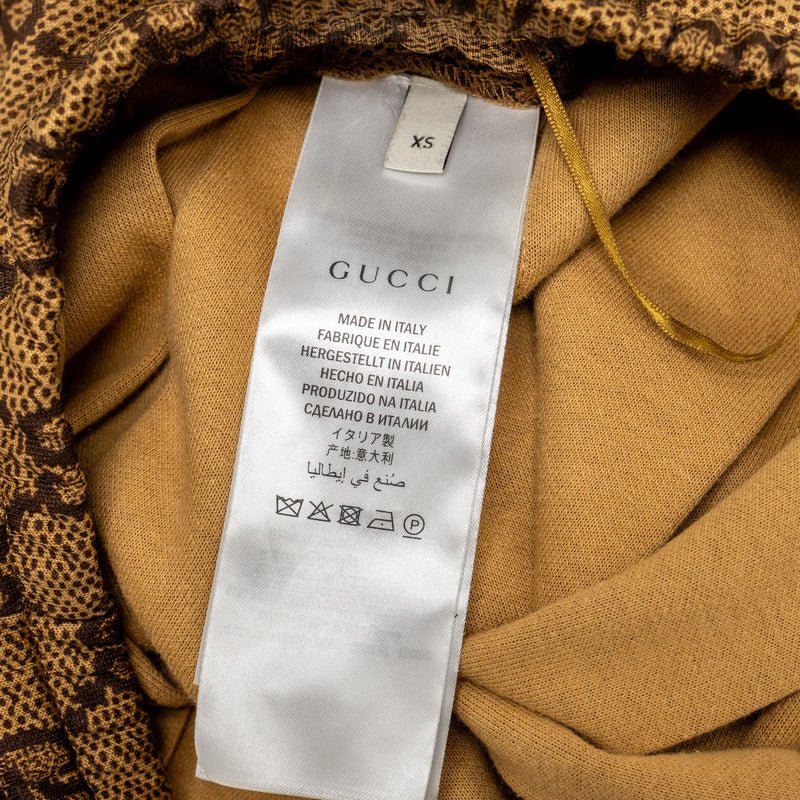 XS
GUCCI
MADE IN ITALY
FABRIQUE EN ITALIE
HERGESTELLT IN ITALIEN
HECHO EN ITALIA
PRODUZIDO NA ITALIA
СДЕЛАНО В ИТАЛИИ
イタリア製
产地:意大利
صُنع في إيطاليا
P